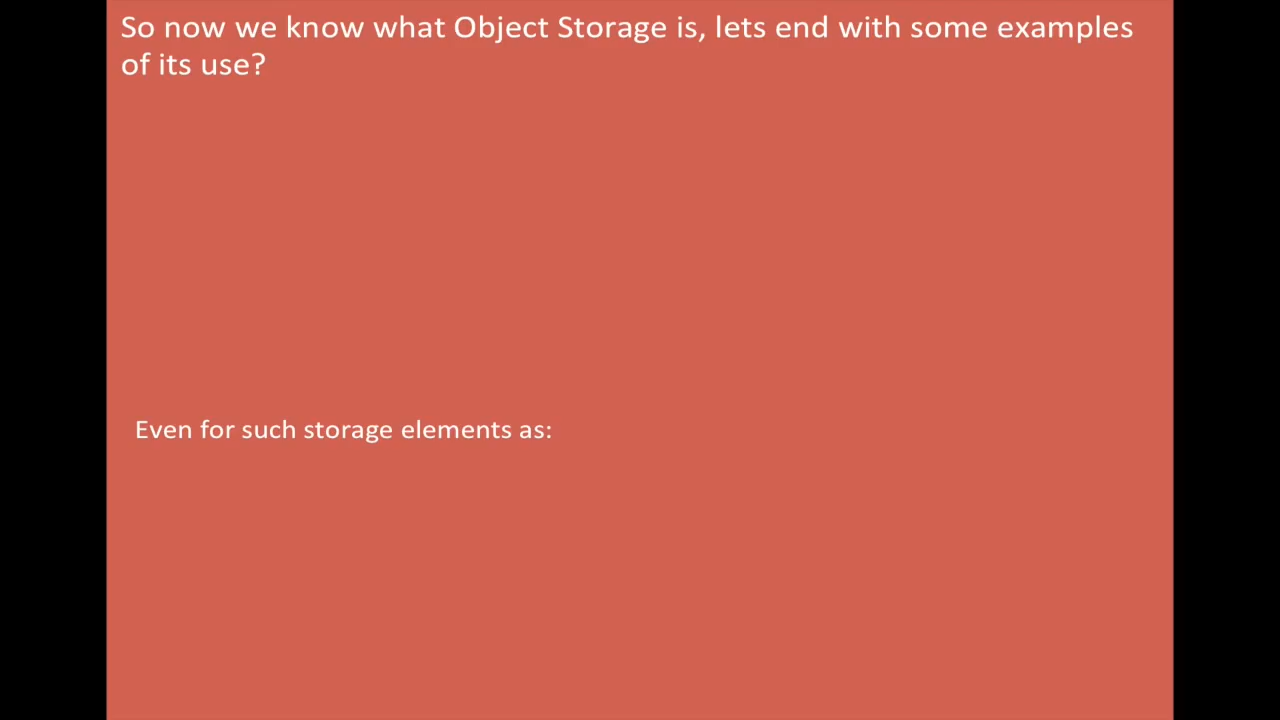 So now we know what Object Storage is, lets end with some examples
of its use?
Even for such storage elements as: